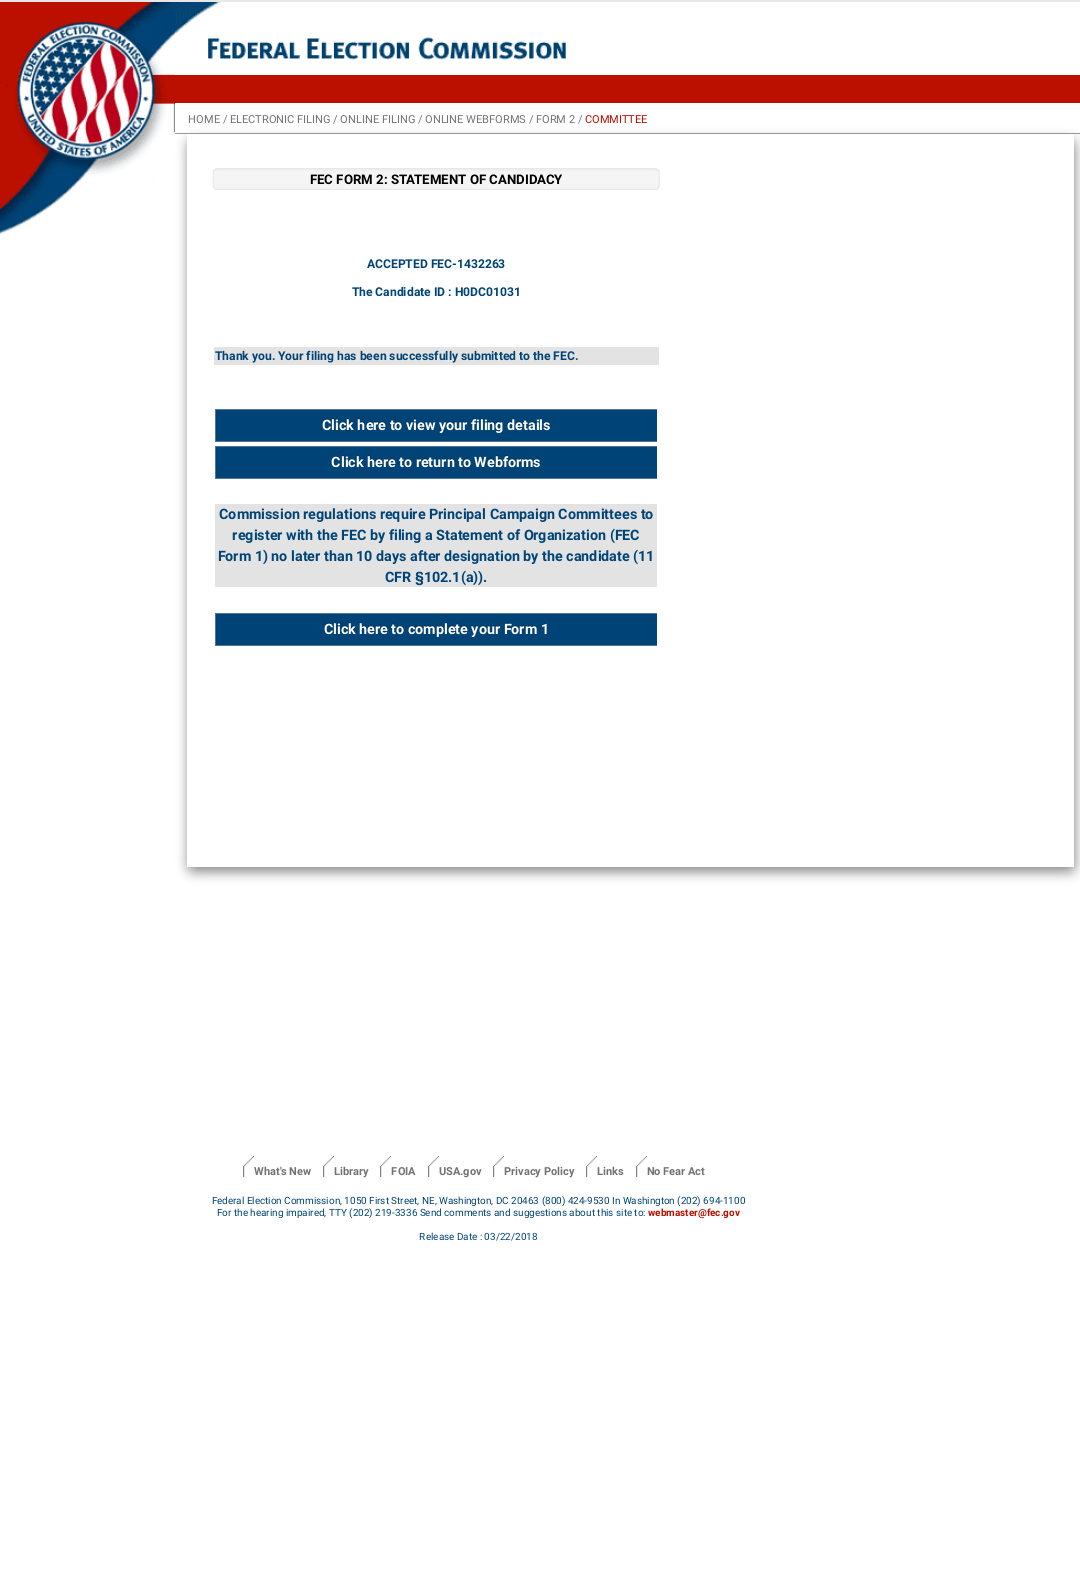 FEDERAL ELECTION COMMISSION
UNITED STATES OF AMERICA
FEDERAL ELECTION COMMISSION
HOME / ELECTRONIC FILING / ONLINE FILING / ONLINE WEBFORMS / FORM 2 / COMMITTEE
FEC FORM 2: STATEMENT OF CANDIDACY
ACCEPTED FEC-1432263
The Candidate ID : H0DC01031
Thank you. Your filing has been successfully submitted to the FEC.
Click here to view your filing details
Click here to return to Webforms
Commission regulations require Principal Campaign Committees to
register with the FEC by filing a Statement of Organization (FEC
Form 1) no later than 10 days after designation by the candidate (11
CFR §102.1(a)).
Click here to complete your Form 1
What's New Library FOIA USA.gov Privacy Policy Links No Fear Act
Federal Election Commission, 1050 First Street, NE, Washington, DC 20463 (800) 424-9530 In Washington (202) 694-1100
For the hearing impaired, TTY (202) 219-3336 Send comments and suggestions about this site to: webmaster@fec.gov
Release Date : 03/22/2018